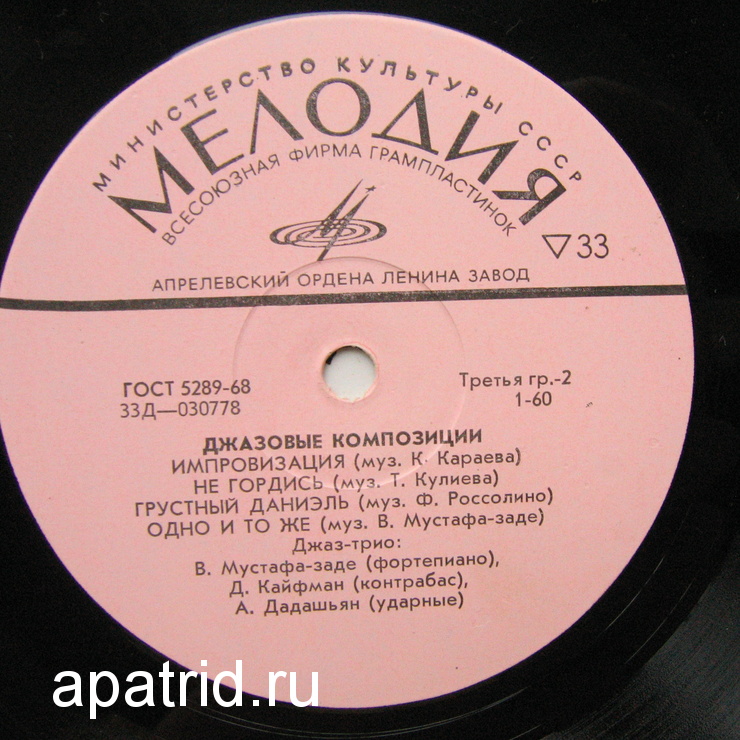 МИНИСТЕРСТВО КУЛЬТУРЫ СССР
МЕЛОДИЯ
ВСЕСОЮЗНАЯ ФИРМА ГРАМПЛАСТИНОК
▽33
АПРЕЛЕВСКИЙ ОРДЕНА ЛЕНИНА ЗАВОД
ГОСТ 5289-68
33Д—030778
Третья гр.-2
1-60
ДЖАЗОВЫЕ КОМПОЗИЦИИ
ИМПРОВИЗАЦИЯ (муз. К. Караева)
НЕ ГОРДИСЬ (муз. Т. Кулиева)
ГРУСТНЫЙ ДАНИЭЛЬ (муз. Ф. Россолино)
ОДНО И ТО ЖЕ (муз. В. Мустафа-заде)
Джаз-трио:
В. Мустафа-заде (фортепиано),
Д. Кайфман (контрабас),
А. Дадашьян (ударные)
apatrid.ru